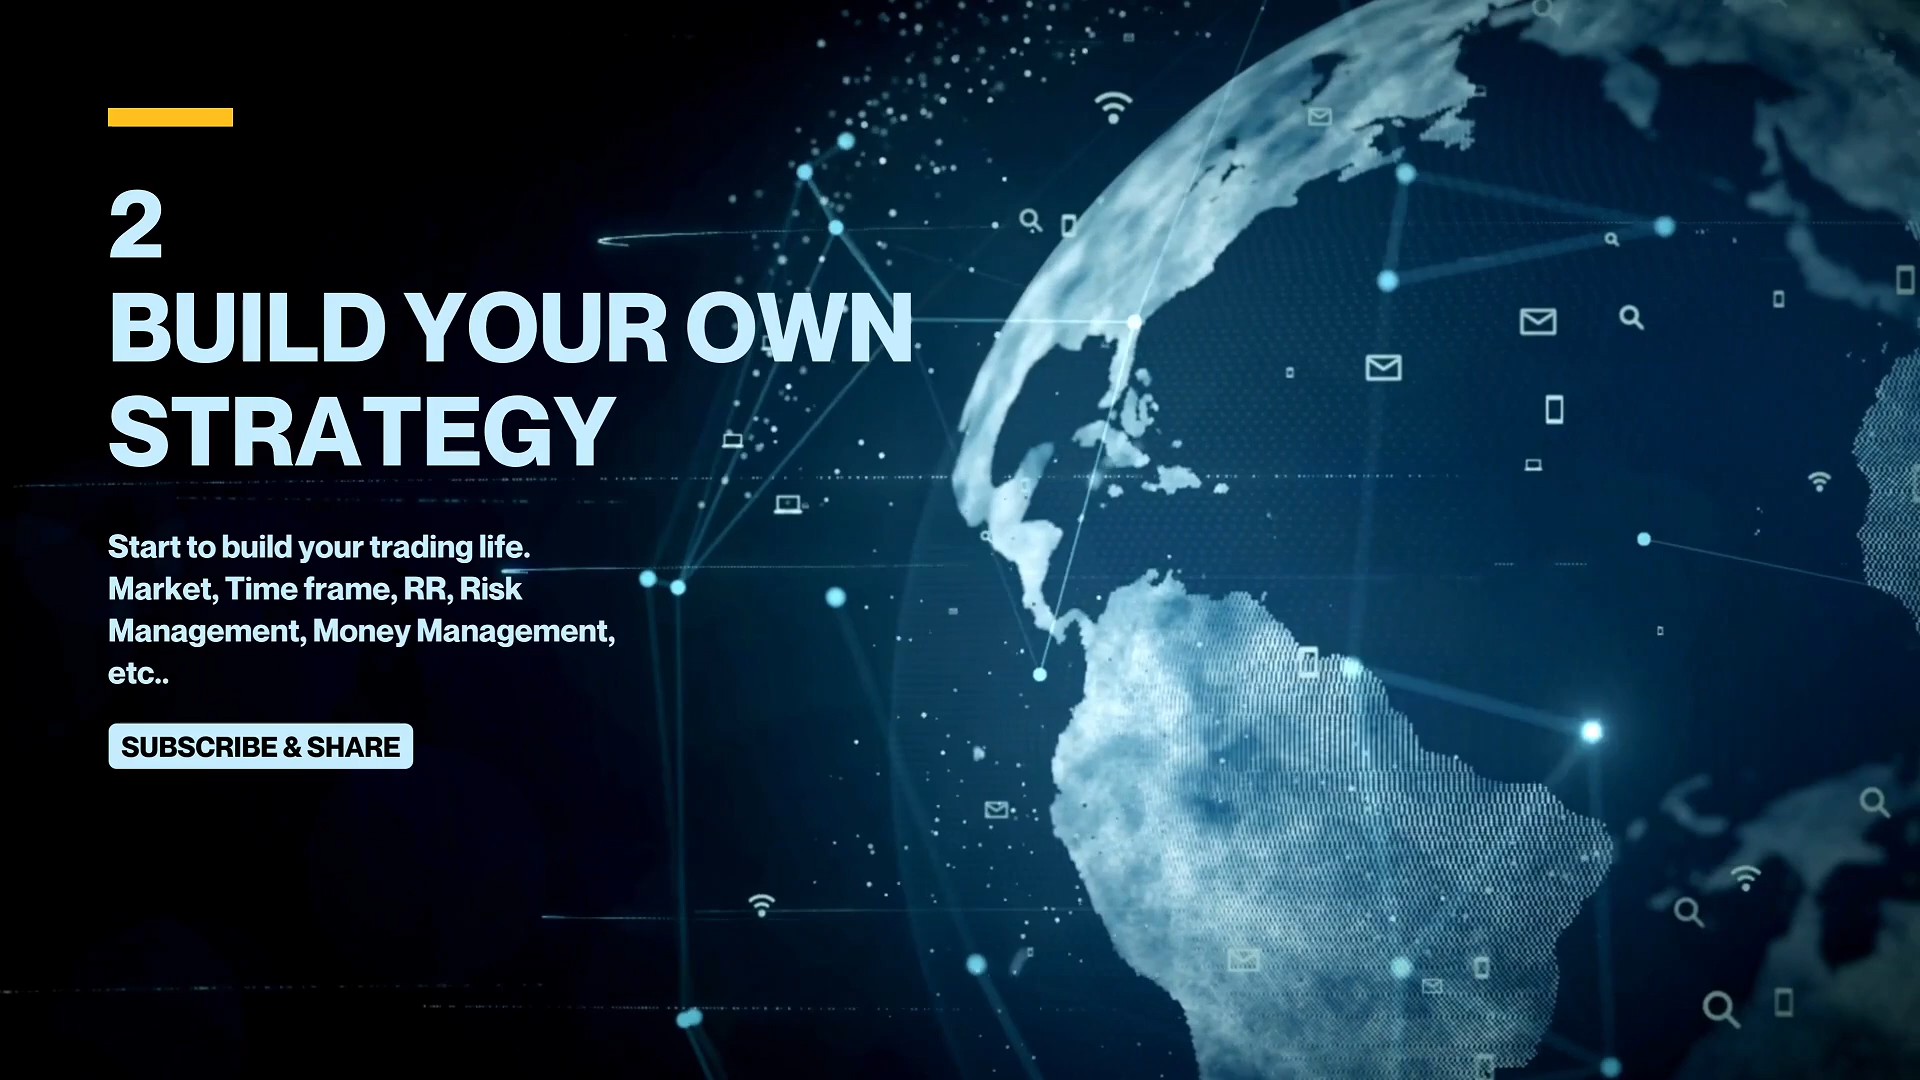 2
BUILD YOUR OWN
STRATEGY
Start to build your trading life.
Market, Time frame, RR, Risk
Management, Money Management,
etc..
SUBSCRIBE & SHARE